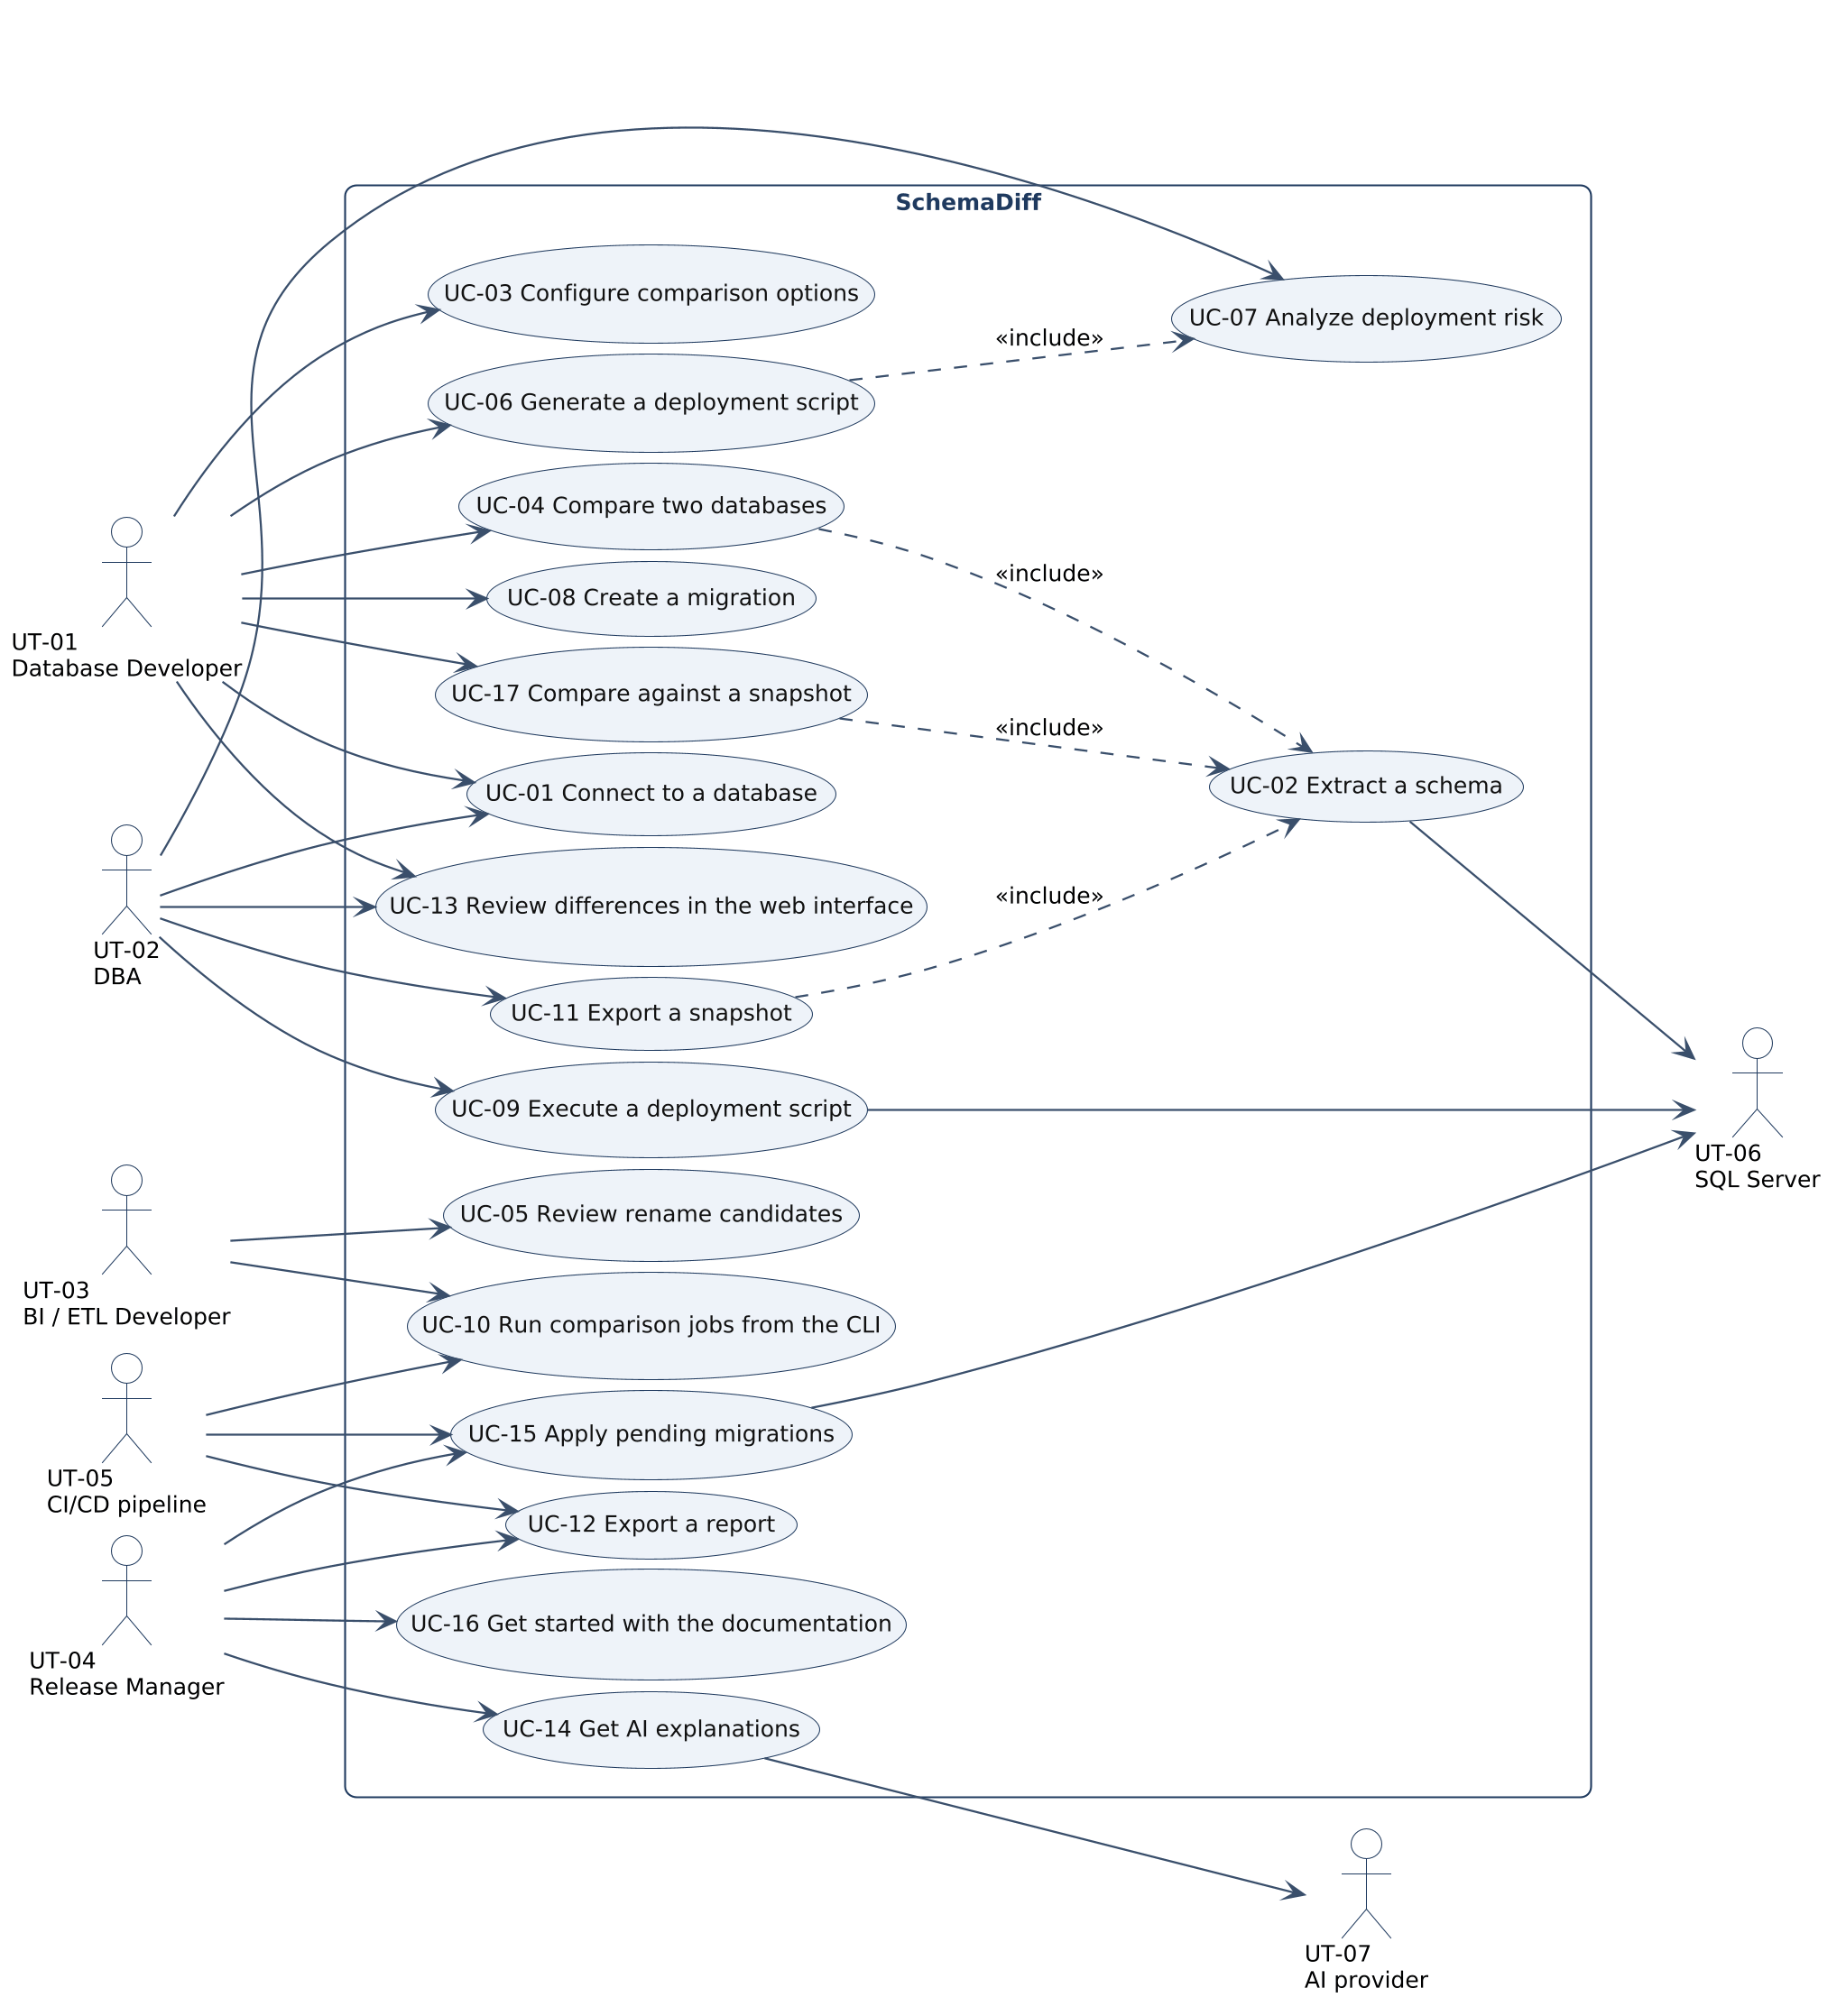 SchemaDiff
UC-03 Configure comparison options
UC-07 Analyze deployment risk
«include»
UC-06 Generate a deployment script
UC-04 Compare two databases
«include»
UC-08 Create a migration
UT-01
Database Developer
UC-17 Compare against a snapshot
«include»
UC-02 Extract a schema
UC-01 Connect to a database
«include»
UC-13 Review differences in the web interface
UT-02
DBA
UC-11 Export a snapshot
UC-09 Execute a deployment script
UT-06
SQL Server
UC-05 Review rename candidates
UT-03
BI / ETL Developer
UC-10 Run comparison jobs from the CLI
UC-15 Apply pending migrations
UT-05
CI/CD pipeline
UC-12 Export a report
UC-16 Get started with the documentation
UT-04
Release Manager
UC-14 Get AI explanations
UT-07
AI provider